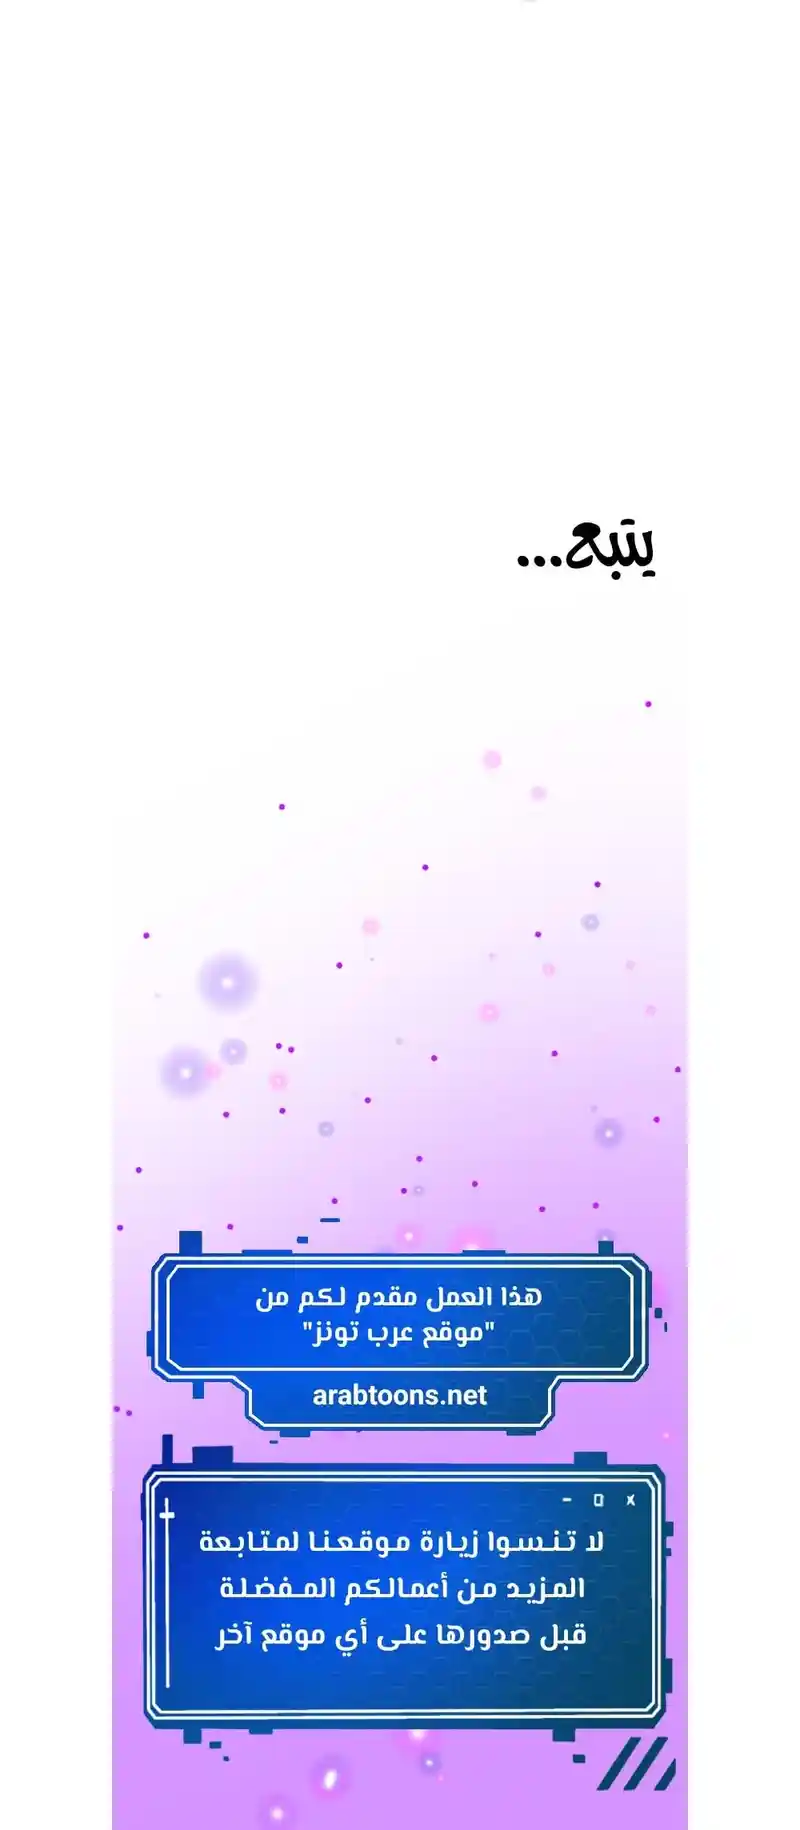 يتبع...
هذا العمل مقدم لكم من
"موقع عرب تونز"
arabtoons.net
لا تنسوا زيارة موقعنا لمتابعة
المزيد من أعمالكم المفضلة
قبل صدورها على أي موقع آخر